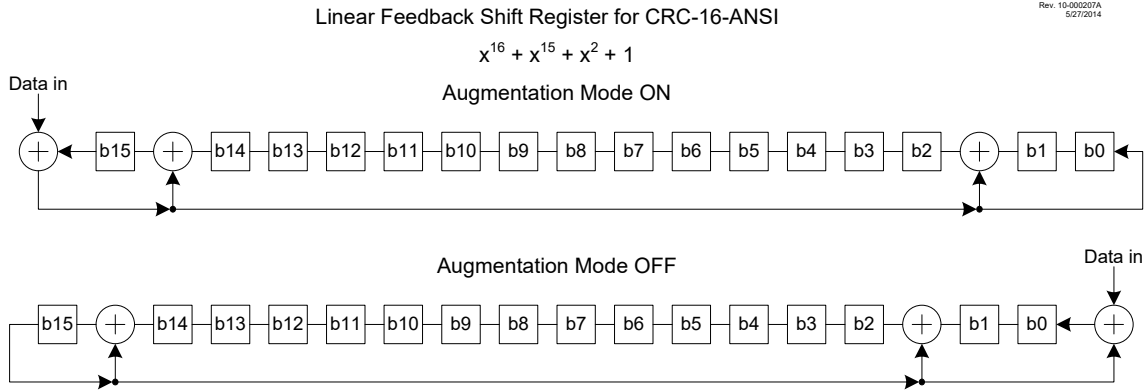 Linear Feedback Shift Register for CRC-16-ANSI
Rev. 10-000207A
5/27/2014
x¹⁶ + x¹⁵ + x² + 1
Augmentation Mode ON
Data in
+ b15 + b14 b13 b12 b11 b10 b9 b8 b7 b6 b5 b4 b3 b2 + b1 b0
Augmentation Mode OFF
Data in
b15 + b14 b13 b12 b11 b10 b9 b8 b7 b6 b5 b4 b3 b2 + b1 b0 +